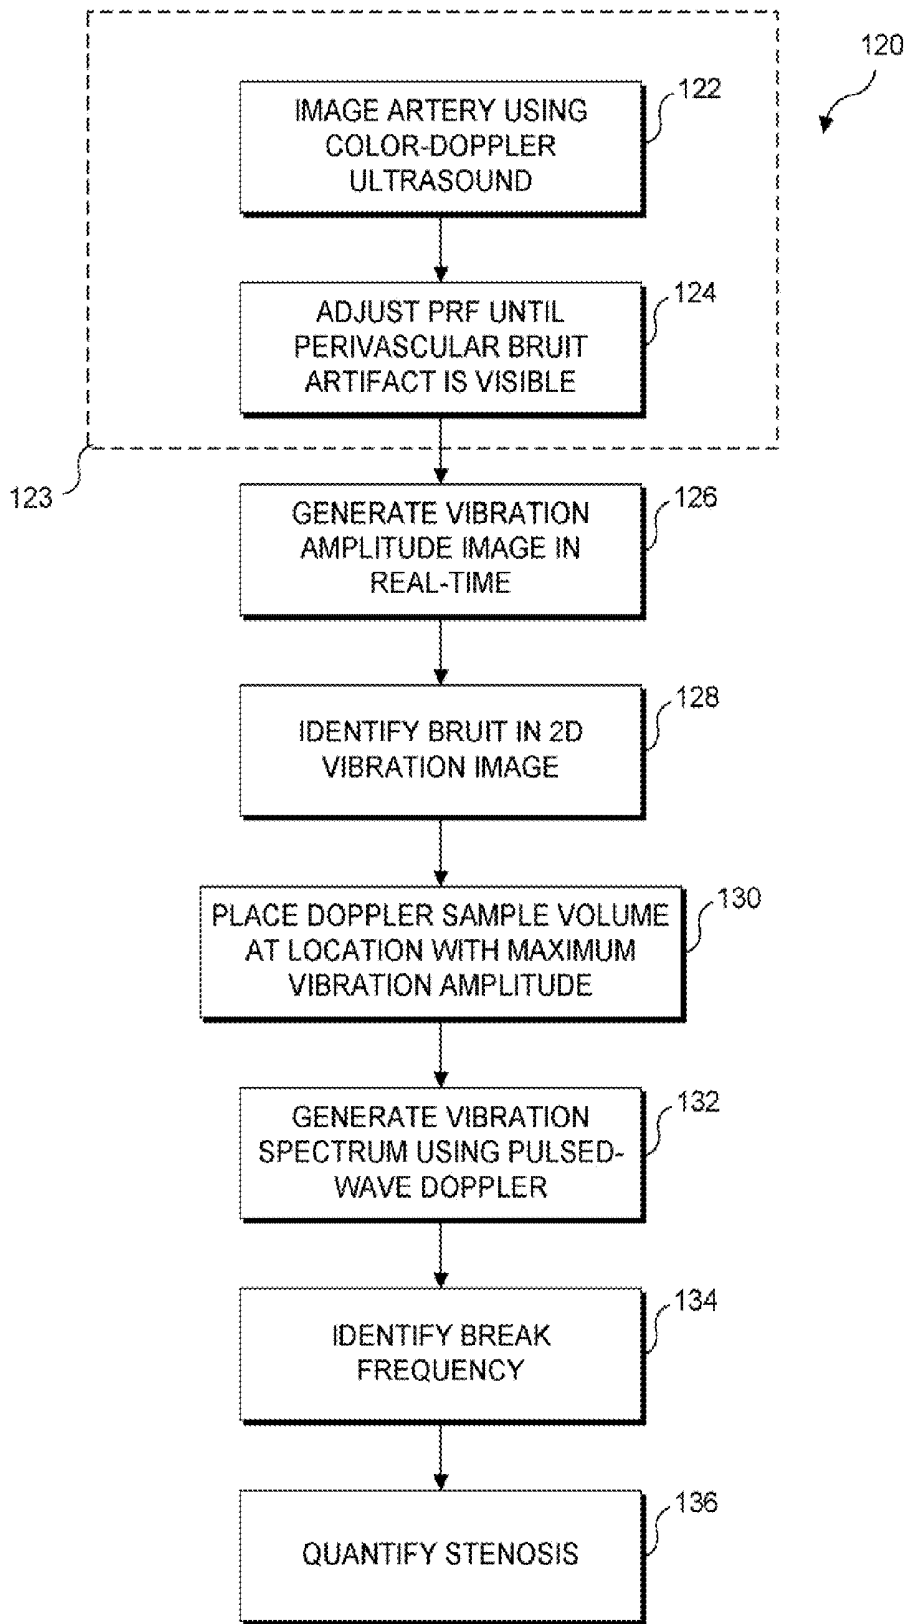 120
IMAGE ARTERY USING
COLOR-DOPPLER
ULTRASOUND
122
ADJUST PRF UNTIL
PERIVASCULAR BRUIT
ARTIFACT IS VISIBLE
124
123
GENERATE VIBRATION
AMPLITUDE IMAGE IN
REAL-TIME
126
IDENTIFY BRUIT IN 2D
VIBRATION IMAGE
128
PLACE DOPPLER SAMPLE VOLUME
AT LOCATION WITH MAXIMUM
VIBRATION AMPLITUDE
130
GENERATE VIBRATION
SPECTRUM USING PULSED-
WAVE DOPPLER
132
IDENTIFY BREAK
FREQUENCY
134
QUANTIFY STENOSIS
136